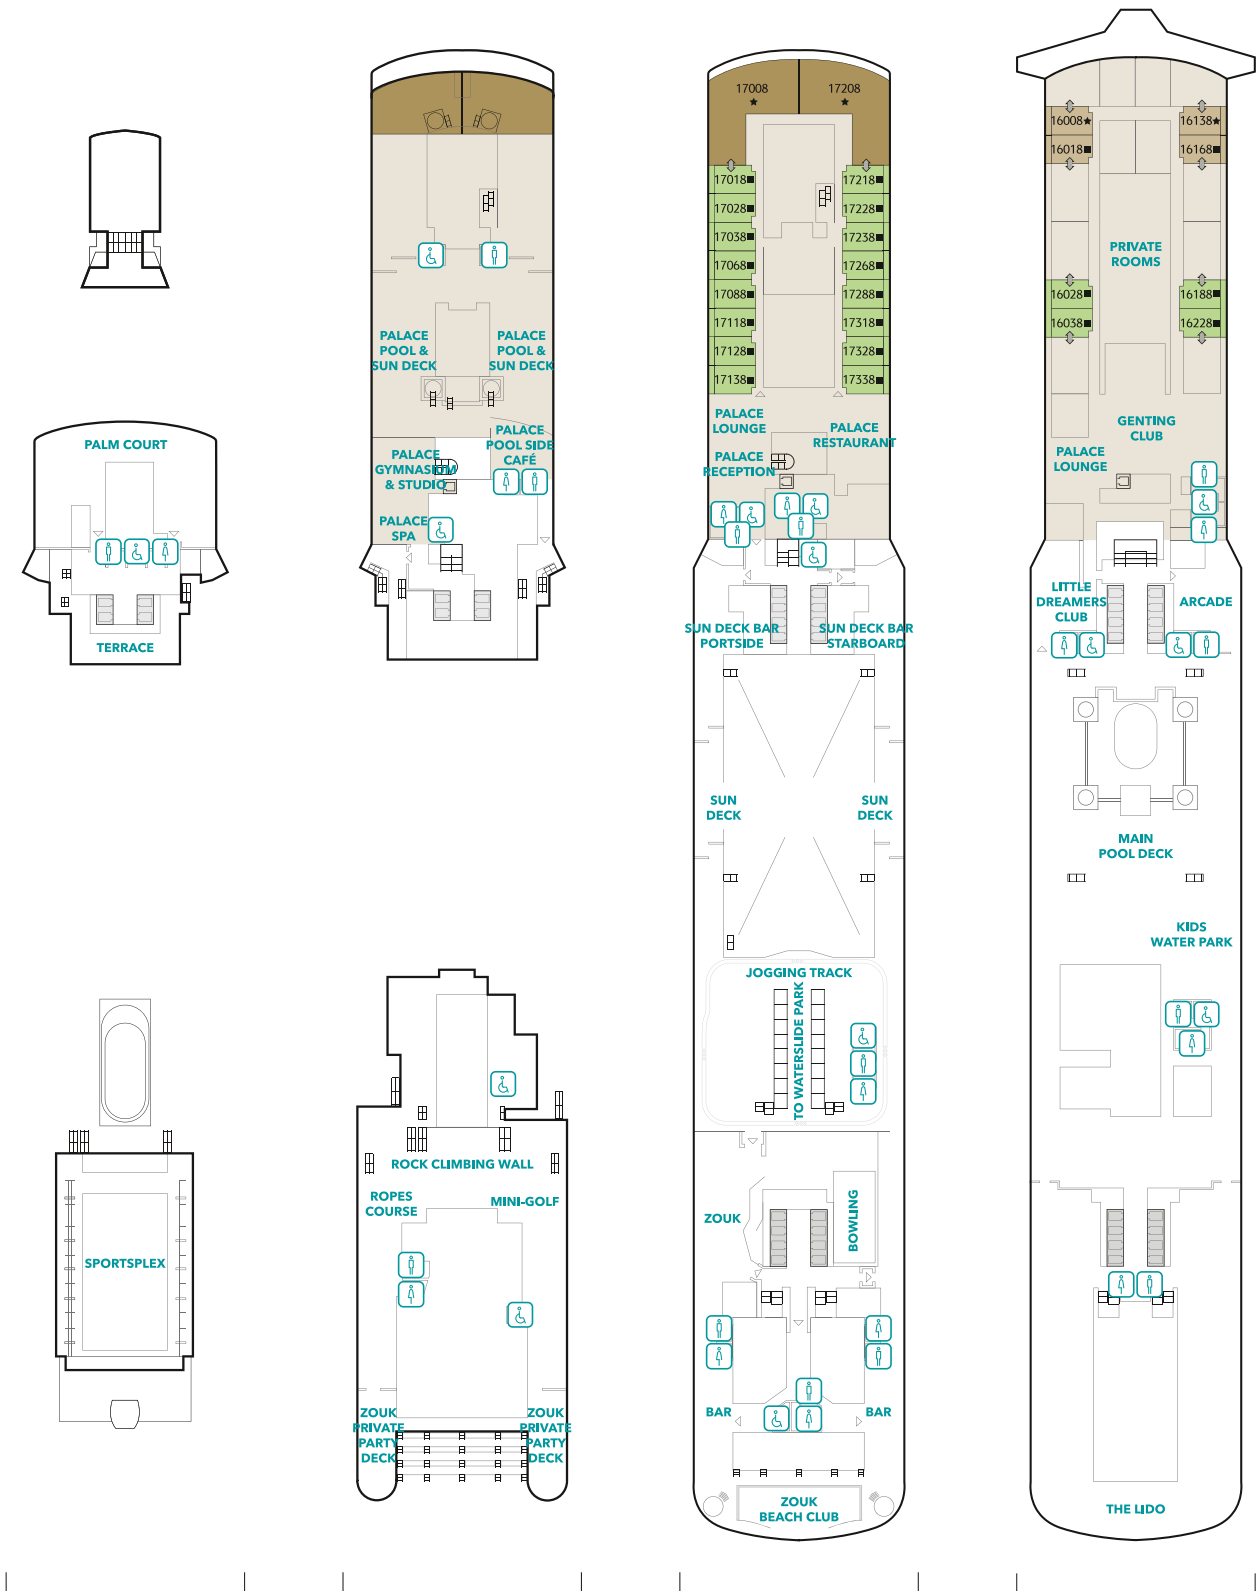 PALM COURT
TERRACE
SPORTSPLEX
PALACE
POOL &
SUN DECK
PALACE
POOL &
SUN DECK
PALACE
POOL SIDE
CAFÉ
PALACE
GYMNASIUM
& STUDIO
PALACE
SPA
ROCK CLIMBING WALL
ROPES
COURSE
MINI-GOLF
ZOUK
PRIVATE
PARTY
DECK
ZOUK
PRIVATE
PARTY
DECK
17008
17208
17018
17218
17028
17228
17038
17238
17068
17268
17088
17288
17118
17318
17128
17328
17138
17338
PALACE
LOUNGE
PALACE
RESTAURANT
PALACE
RECEPTION
SUN DECK BAR
PORTSIDE
SUN DECK BAR
STARBOARD
SUN
DECK
SUN
DECK
JOGGING TRACK
TO WATERSLIDE PARK
ZOUK
BOWLING
BAR
BAR
ZOUK
BEACH CLUB
16008
16138
16018
16168
PRIVATE
ROOMS
16028
16188
16038
16228
GENTING
CLUB
PALACE
LOUNGE
LITTLE
DREAMERS
CLUB
ARCADE
MAIN
POOL DECK
KIDS
WATER PARK
THE LIDO